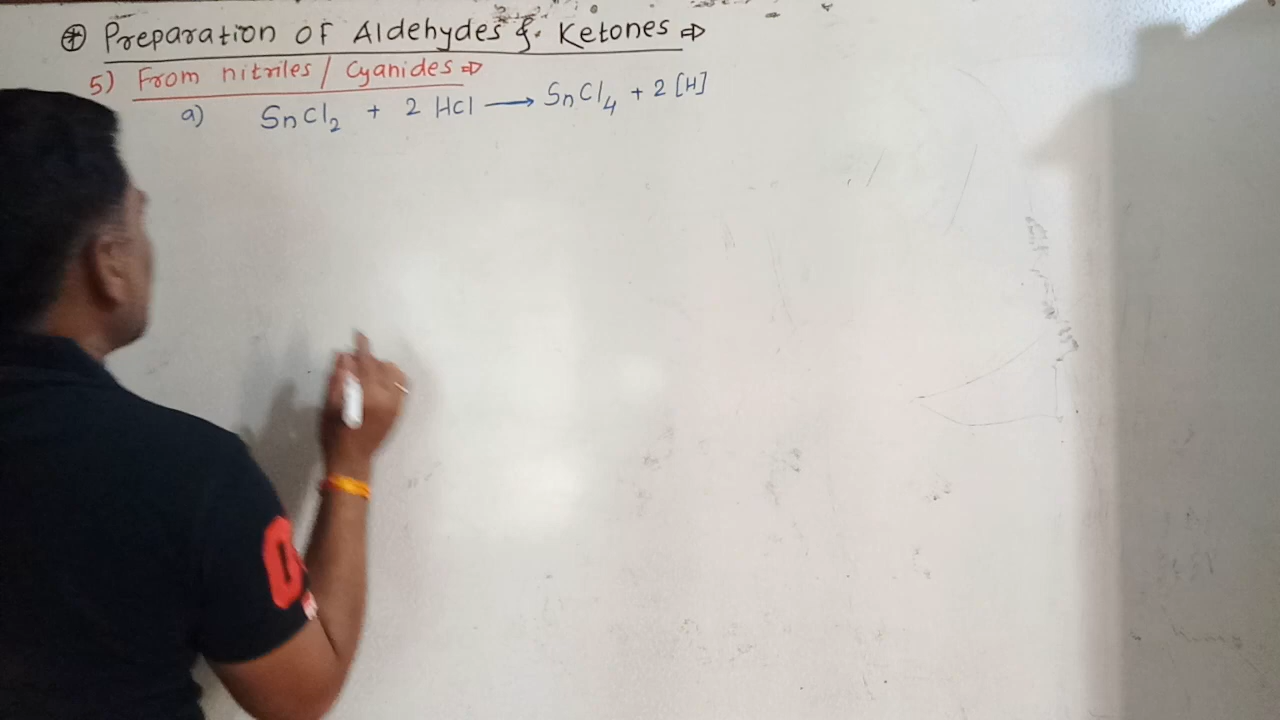 ⊕ Preparation of Aldehydes & Ketones ⇒
5) From nitriles / Cyanides ⇒
a) SnCl₂ + 2 HCl ⟶ SnCl₄ + 2 [H]